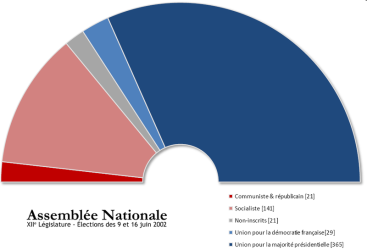 Assemblée Nationale
XIIᵉ Législature - Élections des 9 et 16 juin 2002
Communiste & républicain [21]
Socialiste [141]
Non-inscrits [21]
Union pour la démocratie française[29]
Union pour la majorité présidentielle [365]